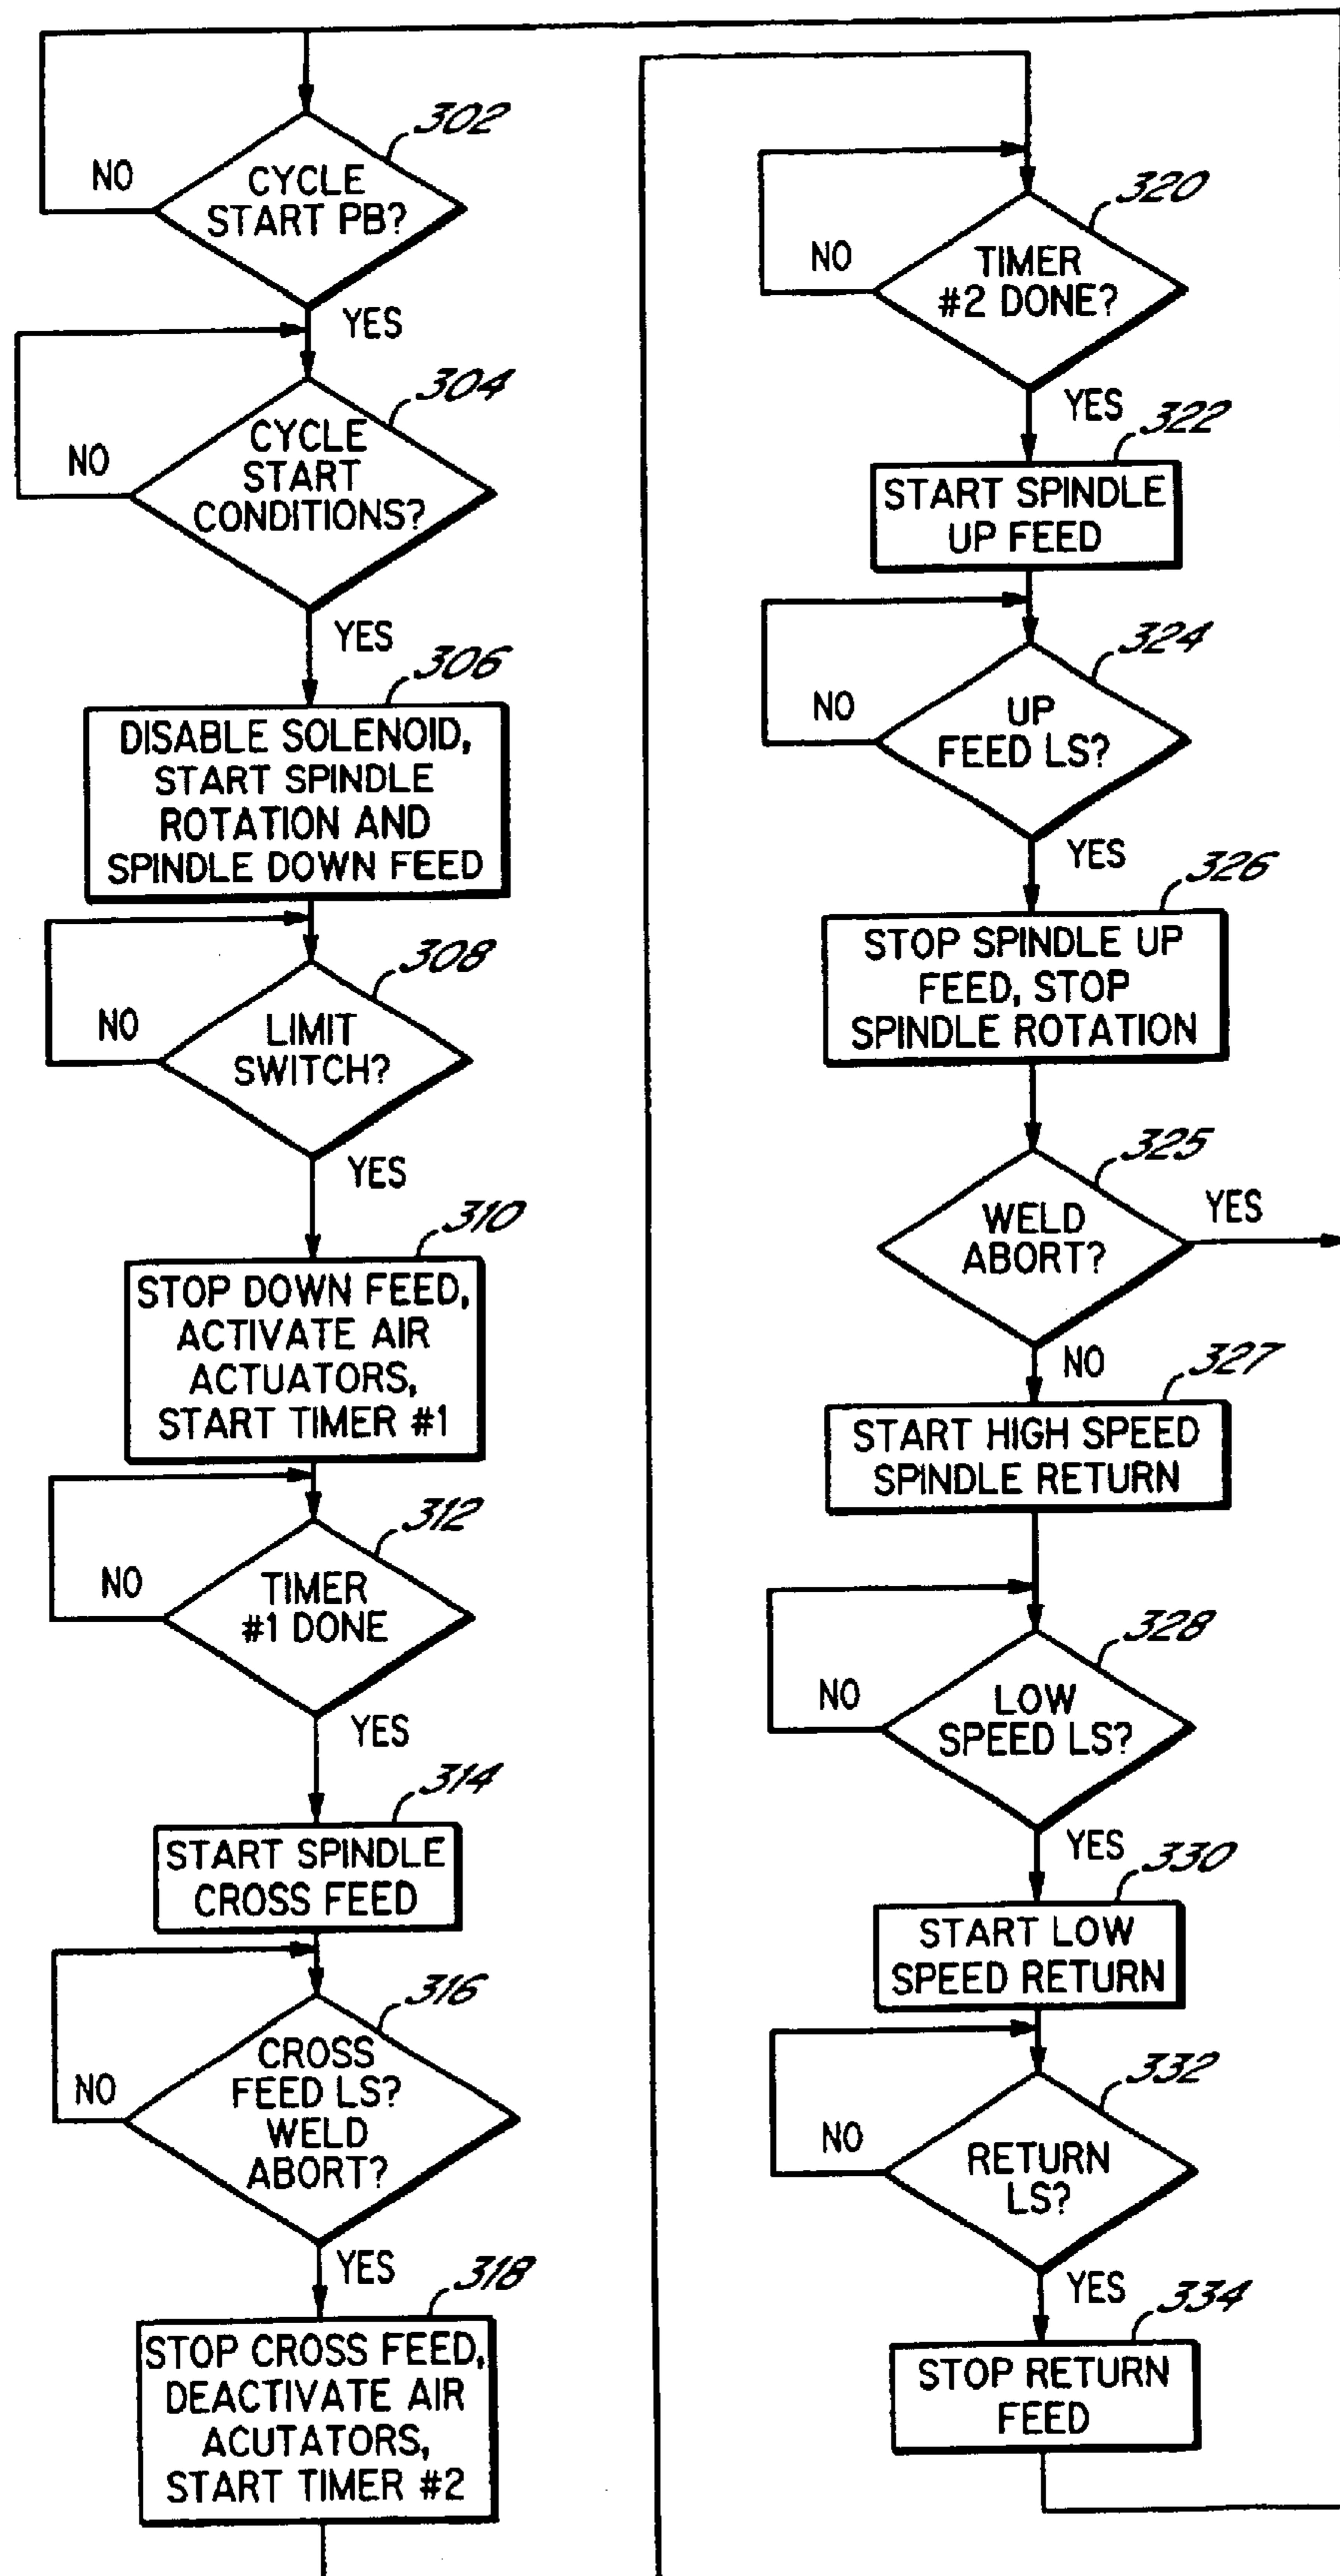 302
CYCLE
START PB?
NO
YES
304
CYCLE
START
CONDITIONS?
NO
YES
306
DISABLE SOLENOID,
START SPINDLE
ROTATION AND
SPINDLE DOWN FEED
308
LIMIT
SWITCH?
NO
YES
310
STOP DOWN FEED,
ACTIVATE AIR
ACTUATORS,
START TIMER #1
312
TIMER
#1 DONE
NO
YES
314
START SPINDLE
CROSS FEED
316
CROSS
FEED LS?
WELD
ABORT?
NO
YES
318
STOP CROSS FEED,
DEACTIVATE AIR
ACUTATORS,
START TIMER #2
320
TIMER
#2 DONE?
NO
YES
322
START SPINDLE
UP FEED
324
UP
FEED LS?
NO
YES
326
STOP SPINDLE UP
FEED, STOP
SPINDLE ROTATION
325
WELD
ABORT?
YES
NO
327
START HIGH SPEED
SPINDLE RETURN
328
LOW
SPEED LS?
NO
YES
330
START LOW
SPEED RETURN
332
RETURN
LS?
NO
YES
334
STOP RETURN
FEED